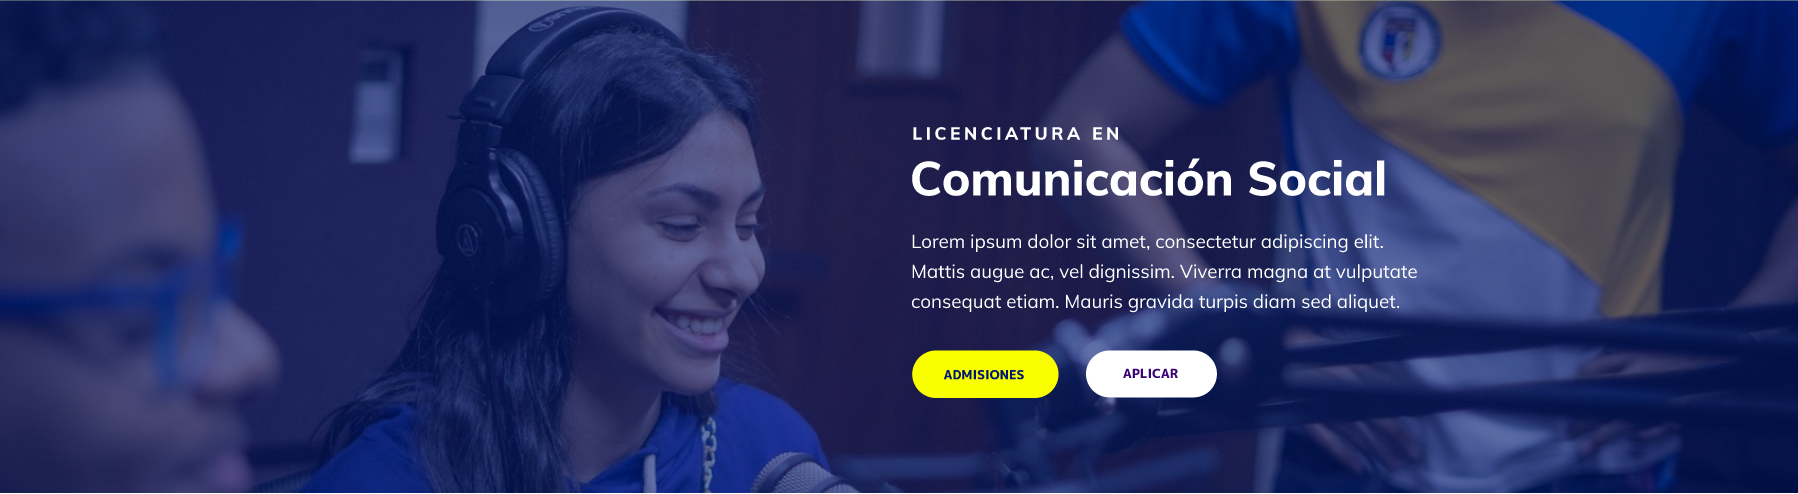 LICENCIATURA EN
Comunicación Social
Lorem ipsum dolor sit amet, consectetur adipiscing elit.
Mattis augue ac, vel dignissim. Viverra magna at vulputate
consequat etiam. Mauris gravida turpis diam sed aliquet.
ADMISIONES
APLICAR